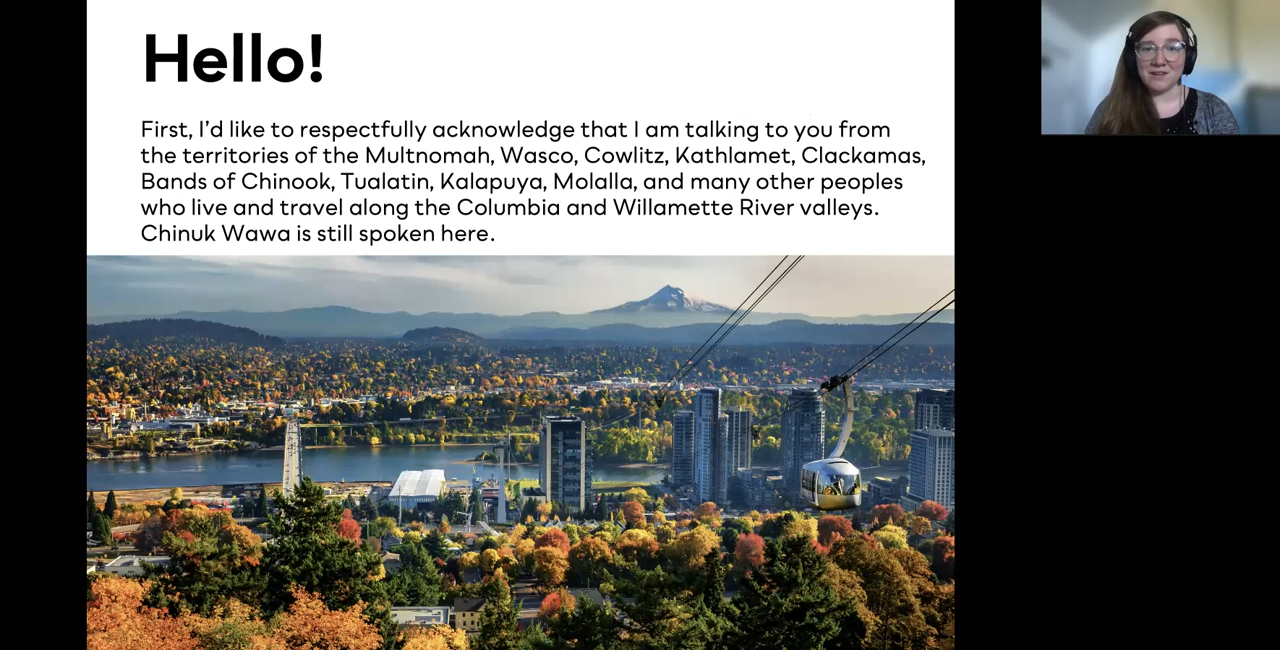 Hello!
First, I’d like to respectfully acknowledge that I am talking to you from
the territories of the Multnomah, Wasco, Cowlitz, Kathlamet, Clackamas,
Bands of Chinook, Tualatin, Kalapuya, Molalla, and many other peoples
who live and travel along the Columbia and Willamette River valleys.
Chinuk Wawa is still spoken here.